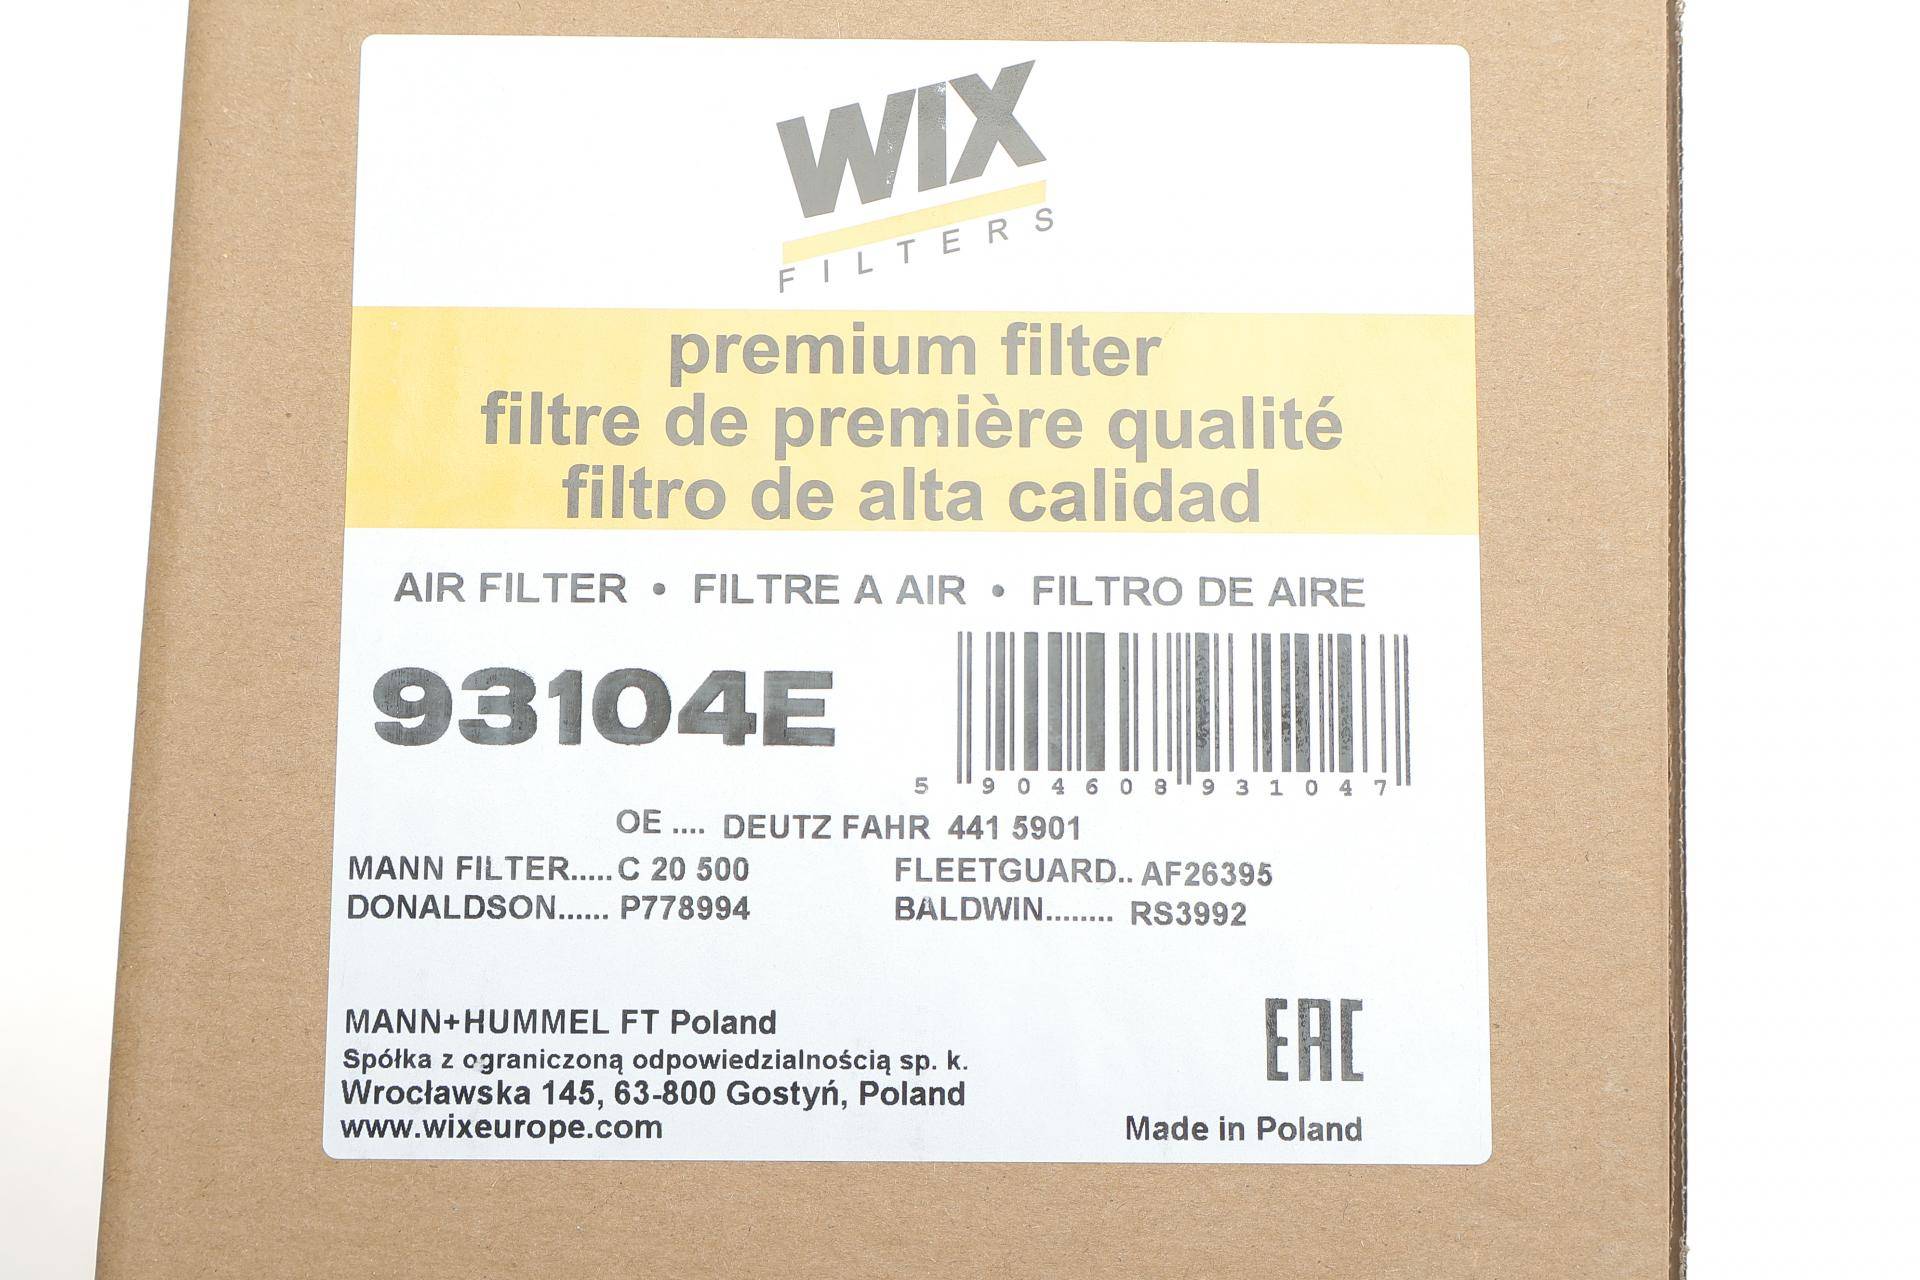 WIX
FILTERS
premium filter
filtre de première qualité
filtro de alta calidad
AIR FILTER • FILTRE A AIR • FILTRO DE AIRE
93104E
5 904608 931047
OE .... DEUTZ FAHR 441 5901
MANN FILTER.....C 20 500 FLEETGUARD.. AF26395
DONALDSON...... P778994 BALDWIN........ RS3992
MANN+HUMMEL FT Poland
Spółka z ograniczoną odpowiedzialnością sp. k.
Wrocławska 145, 63-800 Gostyń, Poland
www.wixeurope.com
EAC
Made in Poland